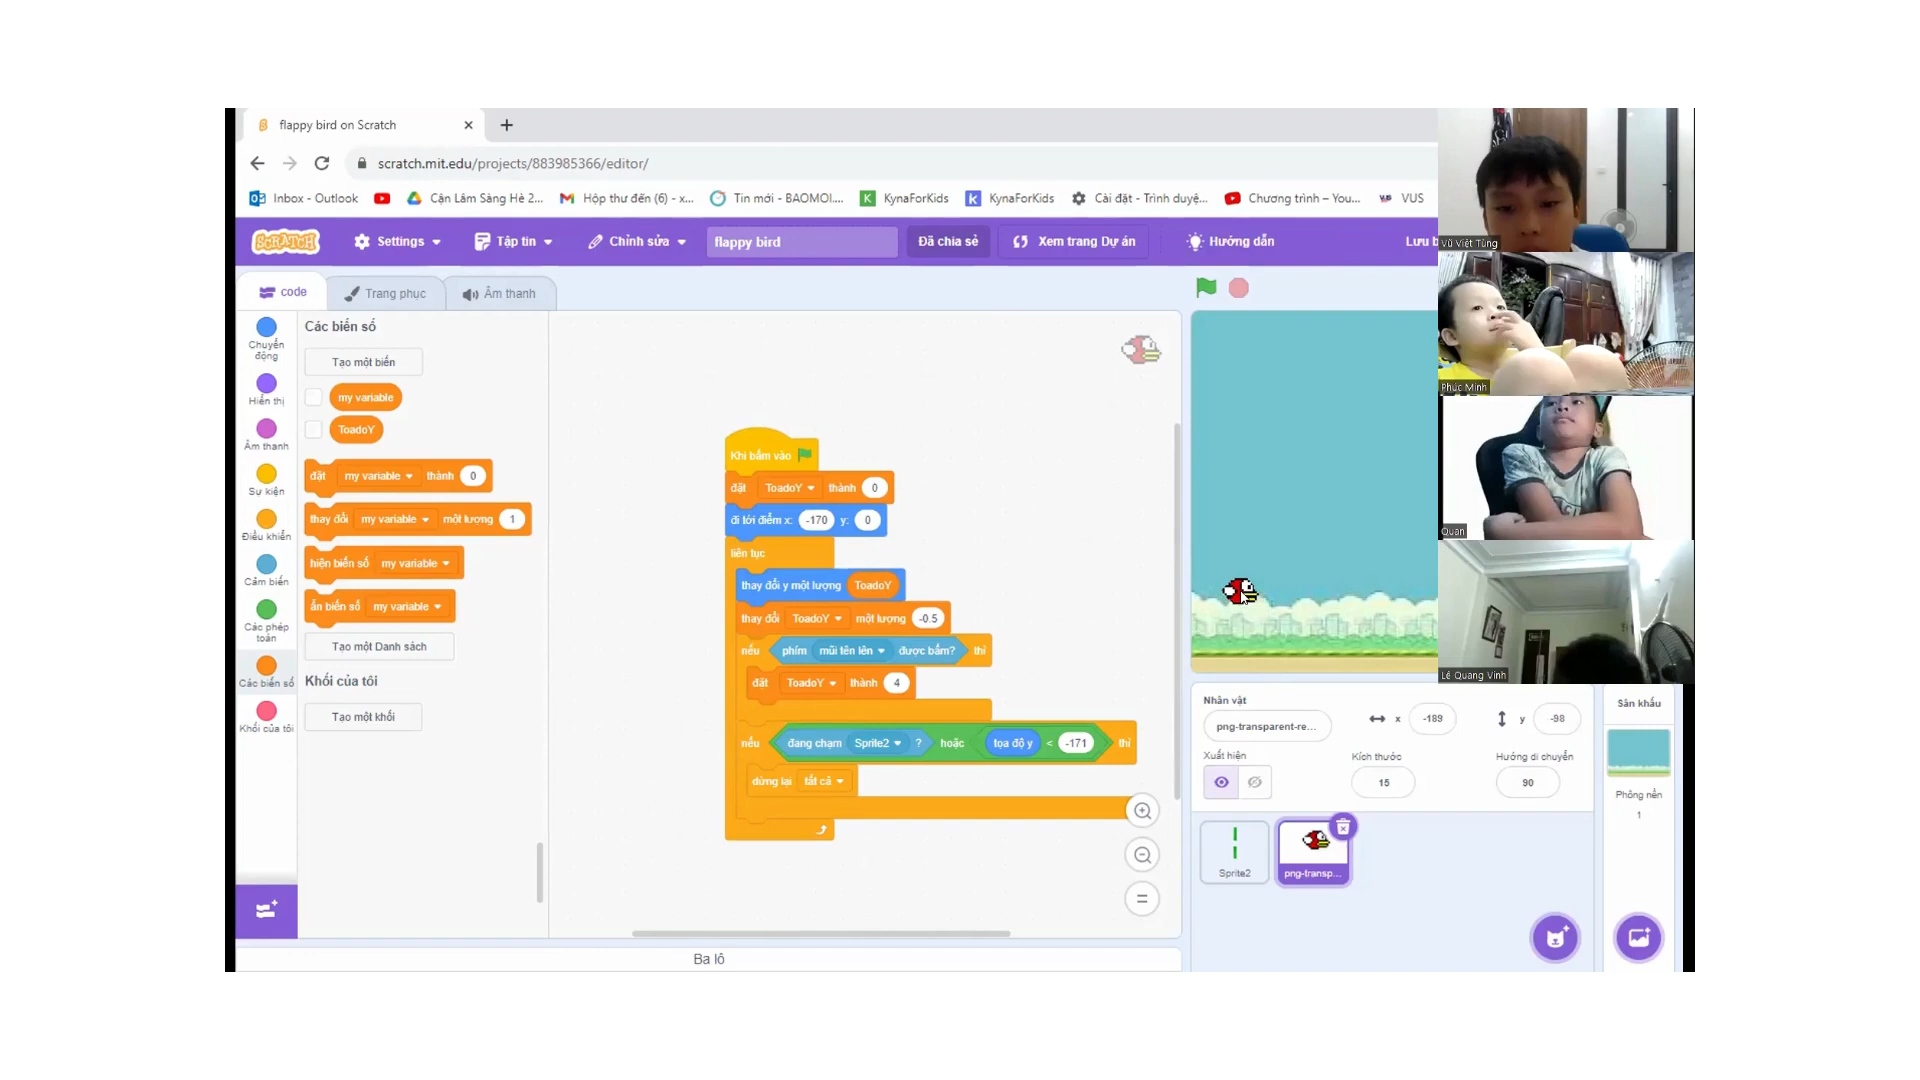 flappy bird on Scratch
scratch.mit.edu/projects/883985366/editor/
Inbox - Outlook
Cận Lâm Sàng Hè 2...
Hộp thư đến (6) - x...
Tin mới - BAOMOI....
KynaForKids
KynaForKids
Cài đặt - Trình duyệ...
Chương trình – You...
VUS
SCRATCH
Settings
Tập tin
Chỉnh sửa
flappy bird
Đã chia sẻ
Xem trang Dự án
Hướng dẫn
Lưu b
code
Trang phục
Âm thanh
Chuyển động
Hiển thị
Âm thanh
Sự kiện
Điều khiển
Cảm biến
Các phép toán
Các biến số
Khối của tôi
Các biến số
Tạo một biến
my variable
ToadoY
đặt my variable thành 0
thay đổi my variable một lượng 1
hiện biến số my variable
ẩn biến số my variable
Tạo một Danh sách
Khối của tôi
Tạo một khối
Khi bấm vào
đặt ToadoY thành 0
đi tới điểm x: -170 y: 0
liên tục
thay đổi y một lượng ToadoY
thay đổi ToadoY một lượng -0.5
nếu phím mũi tên lên được bấm? thì
đặt ToadoY thành 4
nếu đang chạm Sprite2 ? hoặc tọa độ y < -171 thì
dừng lại tất cả
Ba lô
Vũ Việt Tùng
Phúc Minh
Quan
Lê Quang Vinh
Nhân vật
png-transparent-re...
x -189
y -98
Xuất hiện
Kích thước
15
Hướng di chuyển
90
Sprite2
png-transp...
Sân khấu
Phông nền
1